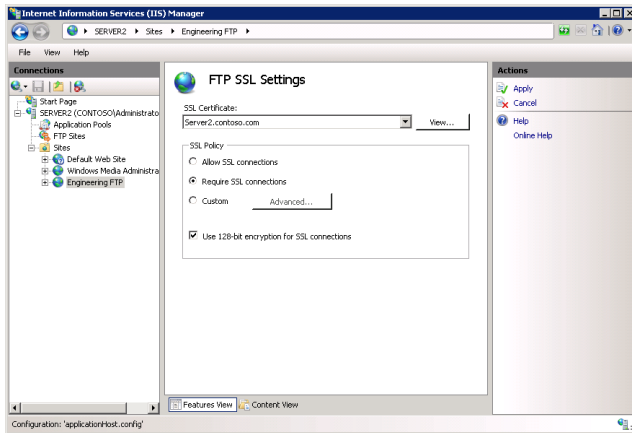 Internet Information Services (IIS) Manager
SERVER2 Sites Engineering FTP
File View Help
Connections
Start Page
SERVER2 (CONTOSO\Administrato
Application Pools
FTP Sites
Sites
Default Web Site
Windows Media Administra
Engineering FTP
FTP SSL Settings
SSL Certificate:
Server2.contoso.com View...
SSL Policy
Allow SSL connections
Require SSL connections
Custom Advanced...
Use 128-bit encryption for SSL connections
Features View Content View
Actions
Apply
Cancel
Help
Online Help
Configuration: 'applicationHost.config'